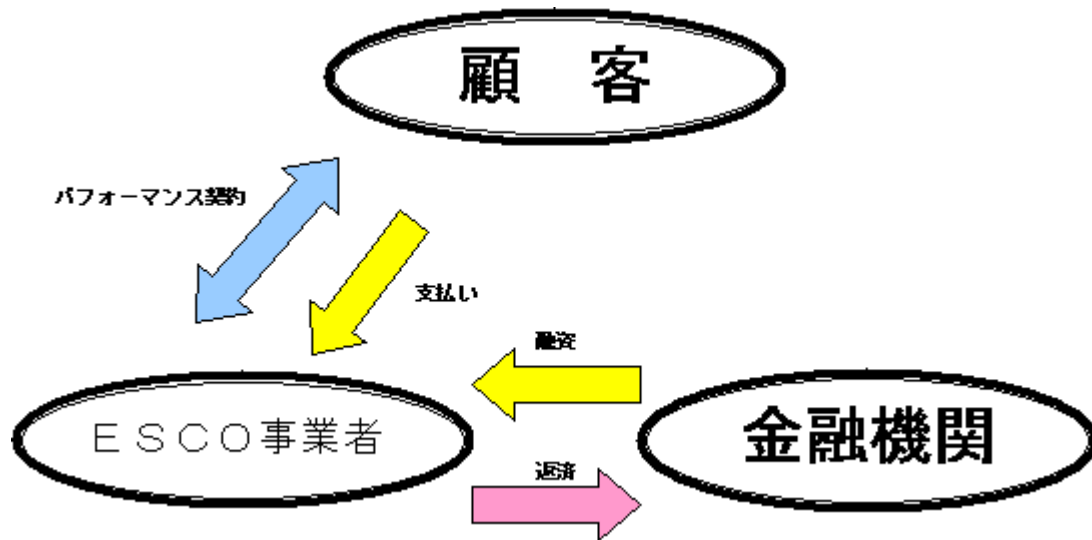 顧　客
パフォーマンス契約
支払い
融資
ＥＳＣＯ事業者
金融機関
返済